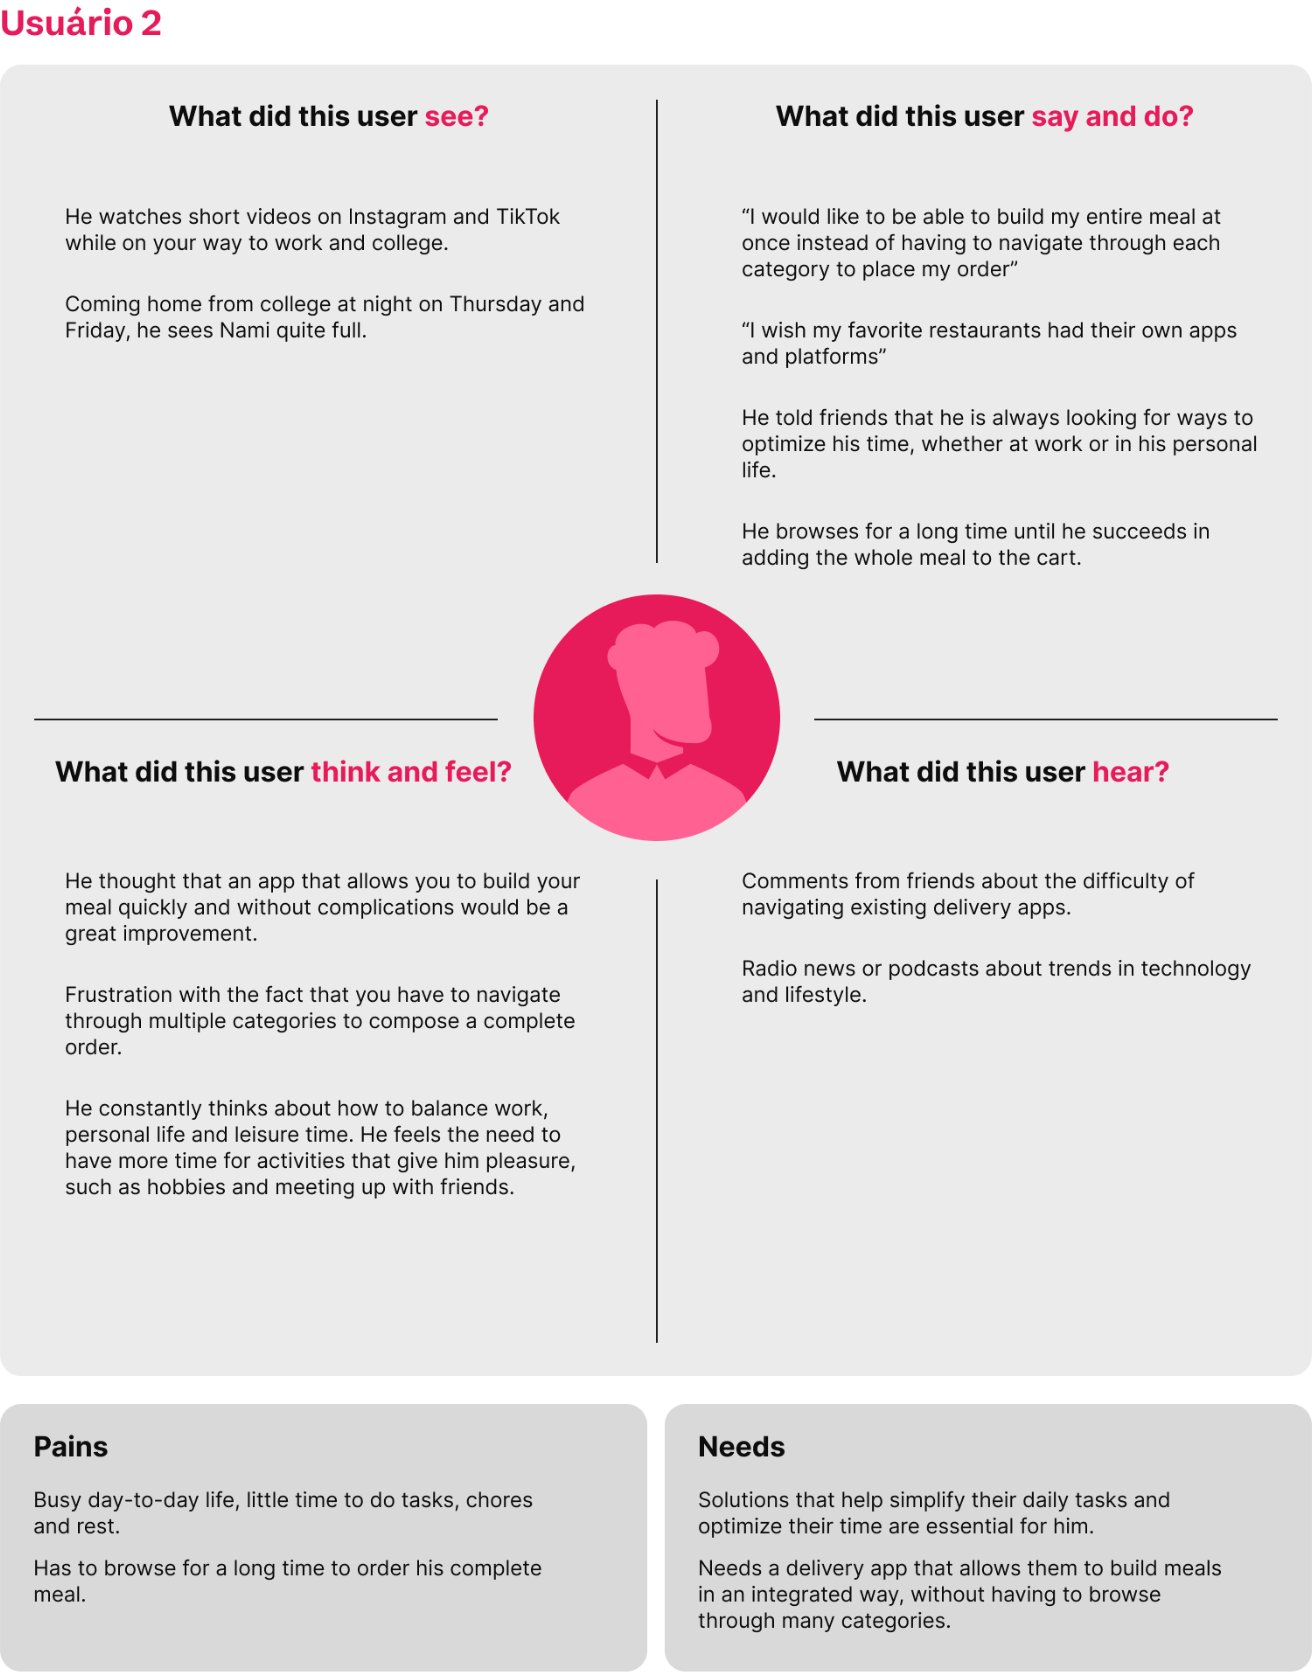 Usuário 2
What did this user see?
He watches short videos on Instagram and TikTok
while on your way to work and college.
Coming home from college at night on Thursday and
Friday, he sees Nami quite full.
What did this user say and do?
“I would like to be able to build my entire meal at
once instead of having to navigate through each
category to place my order”
“I wish my favorite restaurants had their own apps
and platforms”
He told friends that he is always looking for ways to
optimize his time, whether at work or in his personal
life.
He browses for a long time until he succeeds in
adding the whole meal to the cart.
What did this user think and feel?
He thought that an app that allows you to build your
meal quickly and without complications would be a
great improvement.
Frustration with the fact that you have to navigate
through multiple categories to compose a complete
order.
He constantly thinks about how to balance work,
personal life and leisure time. He feels the need to
have more time for activities that give him pleasure,
such as hobbies and meeting up with friends.
What did this user hear?
Comments from friends about the difficulty of
navigating existing delivery apps.
Radio news or podcasts about trends in technology
and lifestyle.
Pains
Busy day-to-day life, little time to do tasks, chores
and rest.
Has to browse for a long time to order his complete
meal.
Needs
Solutions that help simplify their daily tasks and
optimize their time are essential for him.
Needs a delivery app that allows them to build meals
in an integrated way, without having to browse
through many categories.